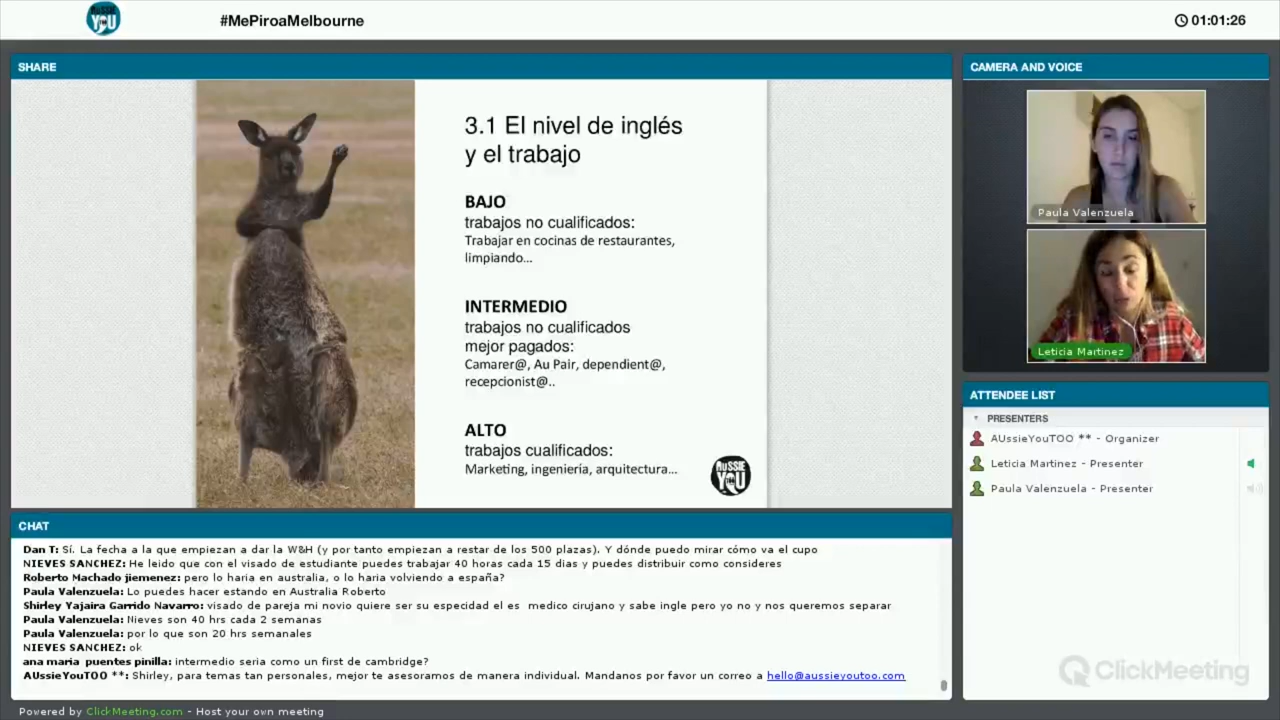 AUSSIE YOU TOO
#MePiroaMelbourne
01:01:26
SHARE
3.1 El nivel de inglés
y el trabajo
BAJO
trabajos no cualificados:
Trabajar en cocinas de restaurantes,
limpiando...
INTERMEDIO
trabajos no cualificados
mejor pagados:
Camarer@, Au Pair, dependient@,
recepcionist@..
ALTO
trabajos cualificados:
Marketing, ingeniería, arquitectura...
AUSSIE YOU TOO
CAMERA AND VOICE
Paula Valenzuela
Leticia Martinez
ATTENDEE LIST
PRESENTERS
AUssieYouTOO ** - Organizer
Leticia Martinez - Presenter
Paula Valenzuela - Presenter
CHAT
Dan T: Sí. La fecha a la que empiezan a dar la W&H (y por tanto empiezan a restar de los 500 plazas). Y dónde puedo mirar cómo va el cupo
NIEVES SANCHEZ: He leido que con el visado de estudiante puedes trabajar 40 horas cada 15 dias y puedes distribuir como consideres
Roberto Machado jiemenez: pero lo haria en australia, o lo haria volviendo a españa?
Paula Valenzuela: Lo puedes hacer estando en Australia Roberto
Shirley Yajaira Garrido Navarro: visado de pareja mi novio quiere ser su especidad el es medico cirujano y sabe ingle pero yo no y nos queremos separar
Paula Valenzuela: Nieves son 40 hrs cada 2 semanas
Paula Valenzuela: por lo que son 20 hrs semanales
NIEVES SANCHEZ: ok
ana maria puentes pinilla: intermedio seria como un first de cambridge?
AUssieYouTOO **: Shirley, para temas tan personales, mejor te asesoramos de manera individual. Mandanos por favor un correo a hello@aussieyoutoo.com
ClickMeeting
Powered by ClickMeeting.com - Host your own meeting